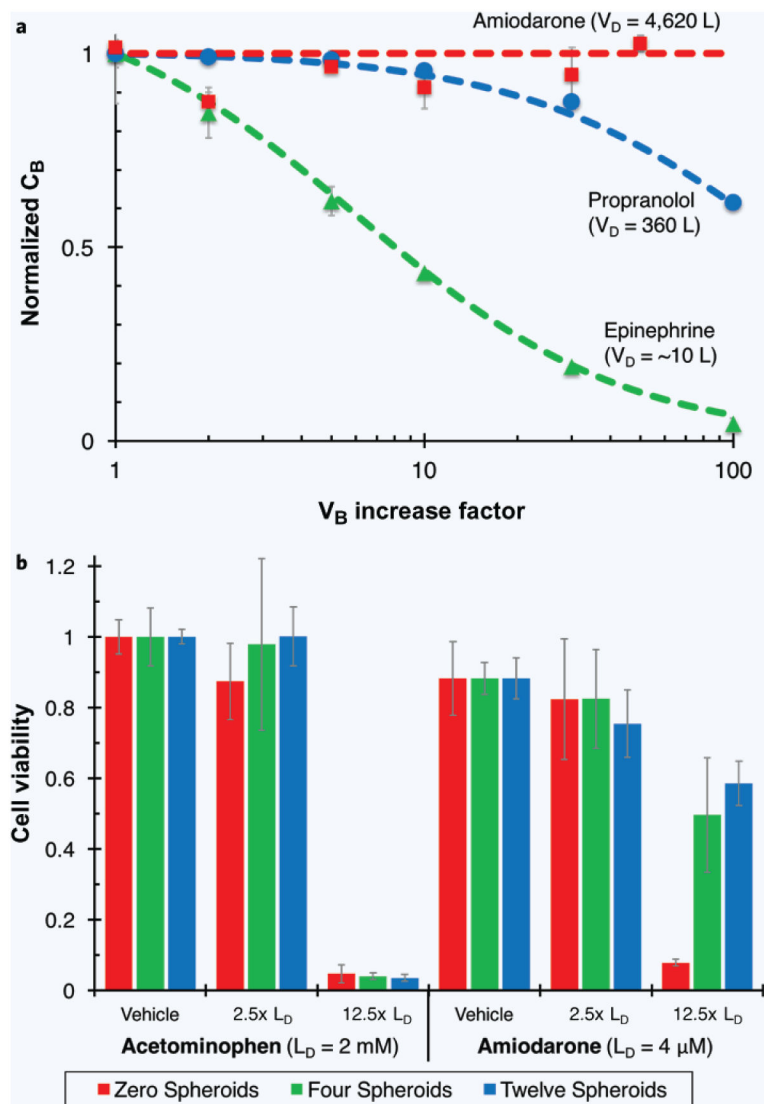 a
Amiodarone (V_D = 4,620 L)
1
Normalized C_B
Propranolol
(V_D = 360 L)
0.5
Epinephrine
(V_D = ~10 L)
0
1
10
100
V_B increase factor
b
1.2
1
0.8
0.6
0.4
0.2
0
Cell viability
Vehicle
2.5x L_D
12.5x L_D
Vehicle
2.5x L_D
12.5x L_D
Acetominophen (L_D = 2 mM)
Amiodarone (L_D = 4 µM)
Zero Spheroids
Four Spheroids
Twelve Spheroids